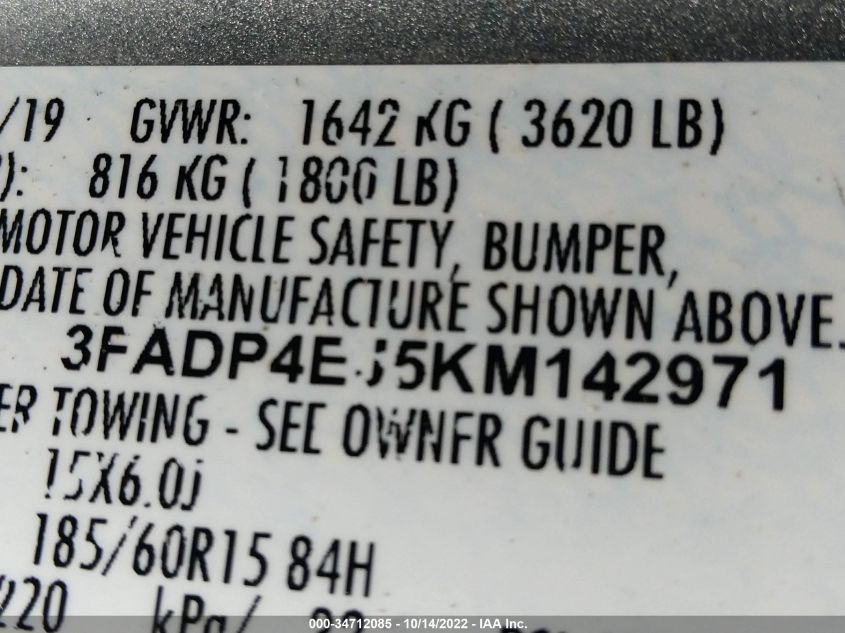 /19 GVWR: 1642 KG ( 3620 LB)
): 816 KG ( 1800 LB)
MOTOR VEHICLE SAFETY, BUMPER,
DATE OF MANUFACTURE SHOWN ABOVE.
3FADP4EJ5KM142971
ER TOWING - SEE OWNER GUIDE
15X6.0J
185/60R15 84H
220 kPa/
000-34712085 - 10/14/2022 - IAA Inc.